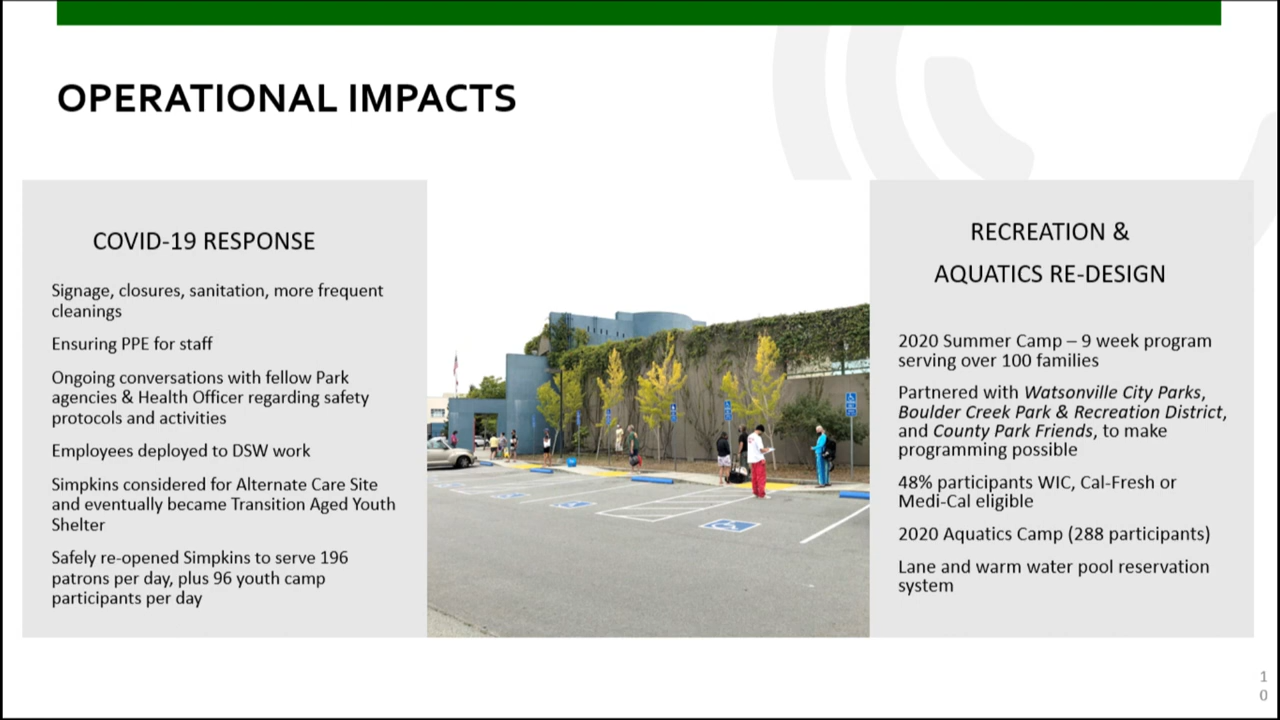 OPERATIONAL IMPACTS
COVID-19 RESPONSE
Signage, closures, sanitation, more frequent
cleanings
Ensuring PPE for staff
Ongoing conversations with fellow Park
agencies & Health Officer regarding safety
protocols and activities
Employees deployed to DSW work
Simpkins considered for Alternate Care Site
and eventually became Transition Aged Youth
Shelter
Safely re-opened Simpkins to serve 196
patrons per day, plus 96 youth camp
participants per day
RECREATION &
AQUATICS RE-DESIGN
2020 Summer Camp – 9 week program
serving over 100 families
Partnered with Watsonville City Parks,
Boulder Creek Park & Recreation District,
and County Park Friends, to make
programming possible
48% participants WIC, Cal-Fresh or
Medi-Cal eligible
2020 Aquatics Camp (288 participants)
Lane and warm water pool reservation
system
1
0